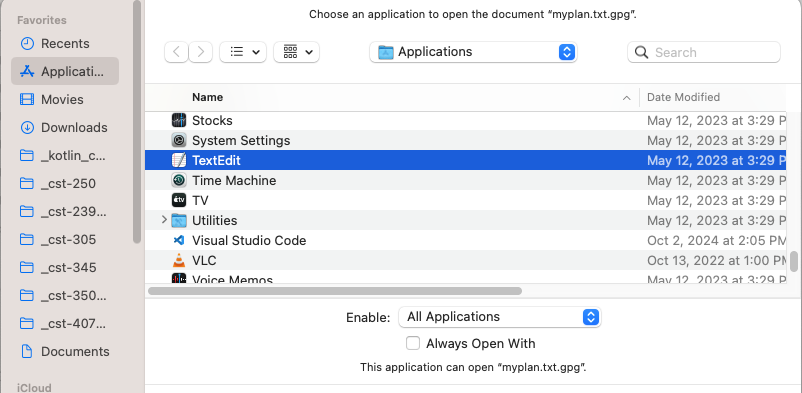 Favorites
Recents
Applicati...
Movies
Downloads
_kotlin_c...
_cst-250
_cst-239...
_cst-305
_cst-345
_cst-350...
_cst-407...
Documents
iCloud
Choose an application to open the document “myplan.txt.gpg”.
Applications
Search
Name Date Modified
Stocks May 12, 2023 at 3:29 P
System Settings May 12, 2023 at 3:29 P
TextEdit May 12, 2023 at 3:29 P
Time Machine May 12, 2023 at 3:29 P
TV May 12, 2023 at 3:29 P
Utilities May 12, 2023 at 3:29 P
Visual Studio Code Oct 2, 2024 at 2:05 PM
VLC Oct 13, 2022 at 1:00 PM
Voice Memos May 12, 2023 at 3:29 P
Enable: All Applications
Always Open With
This application can open “myplan.txt.gpg”.